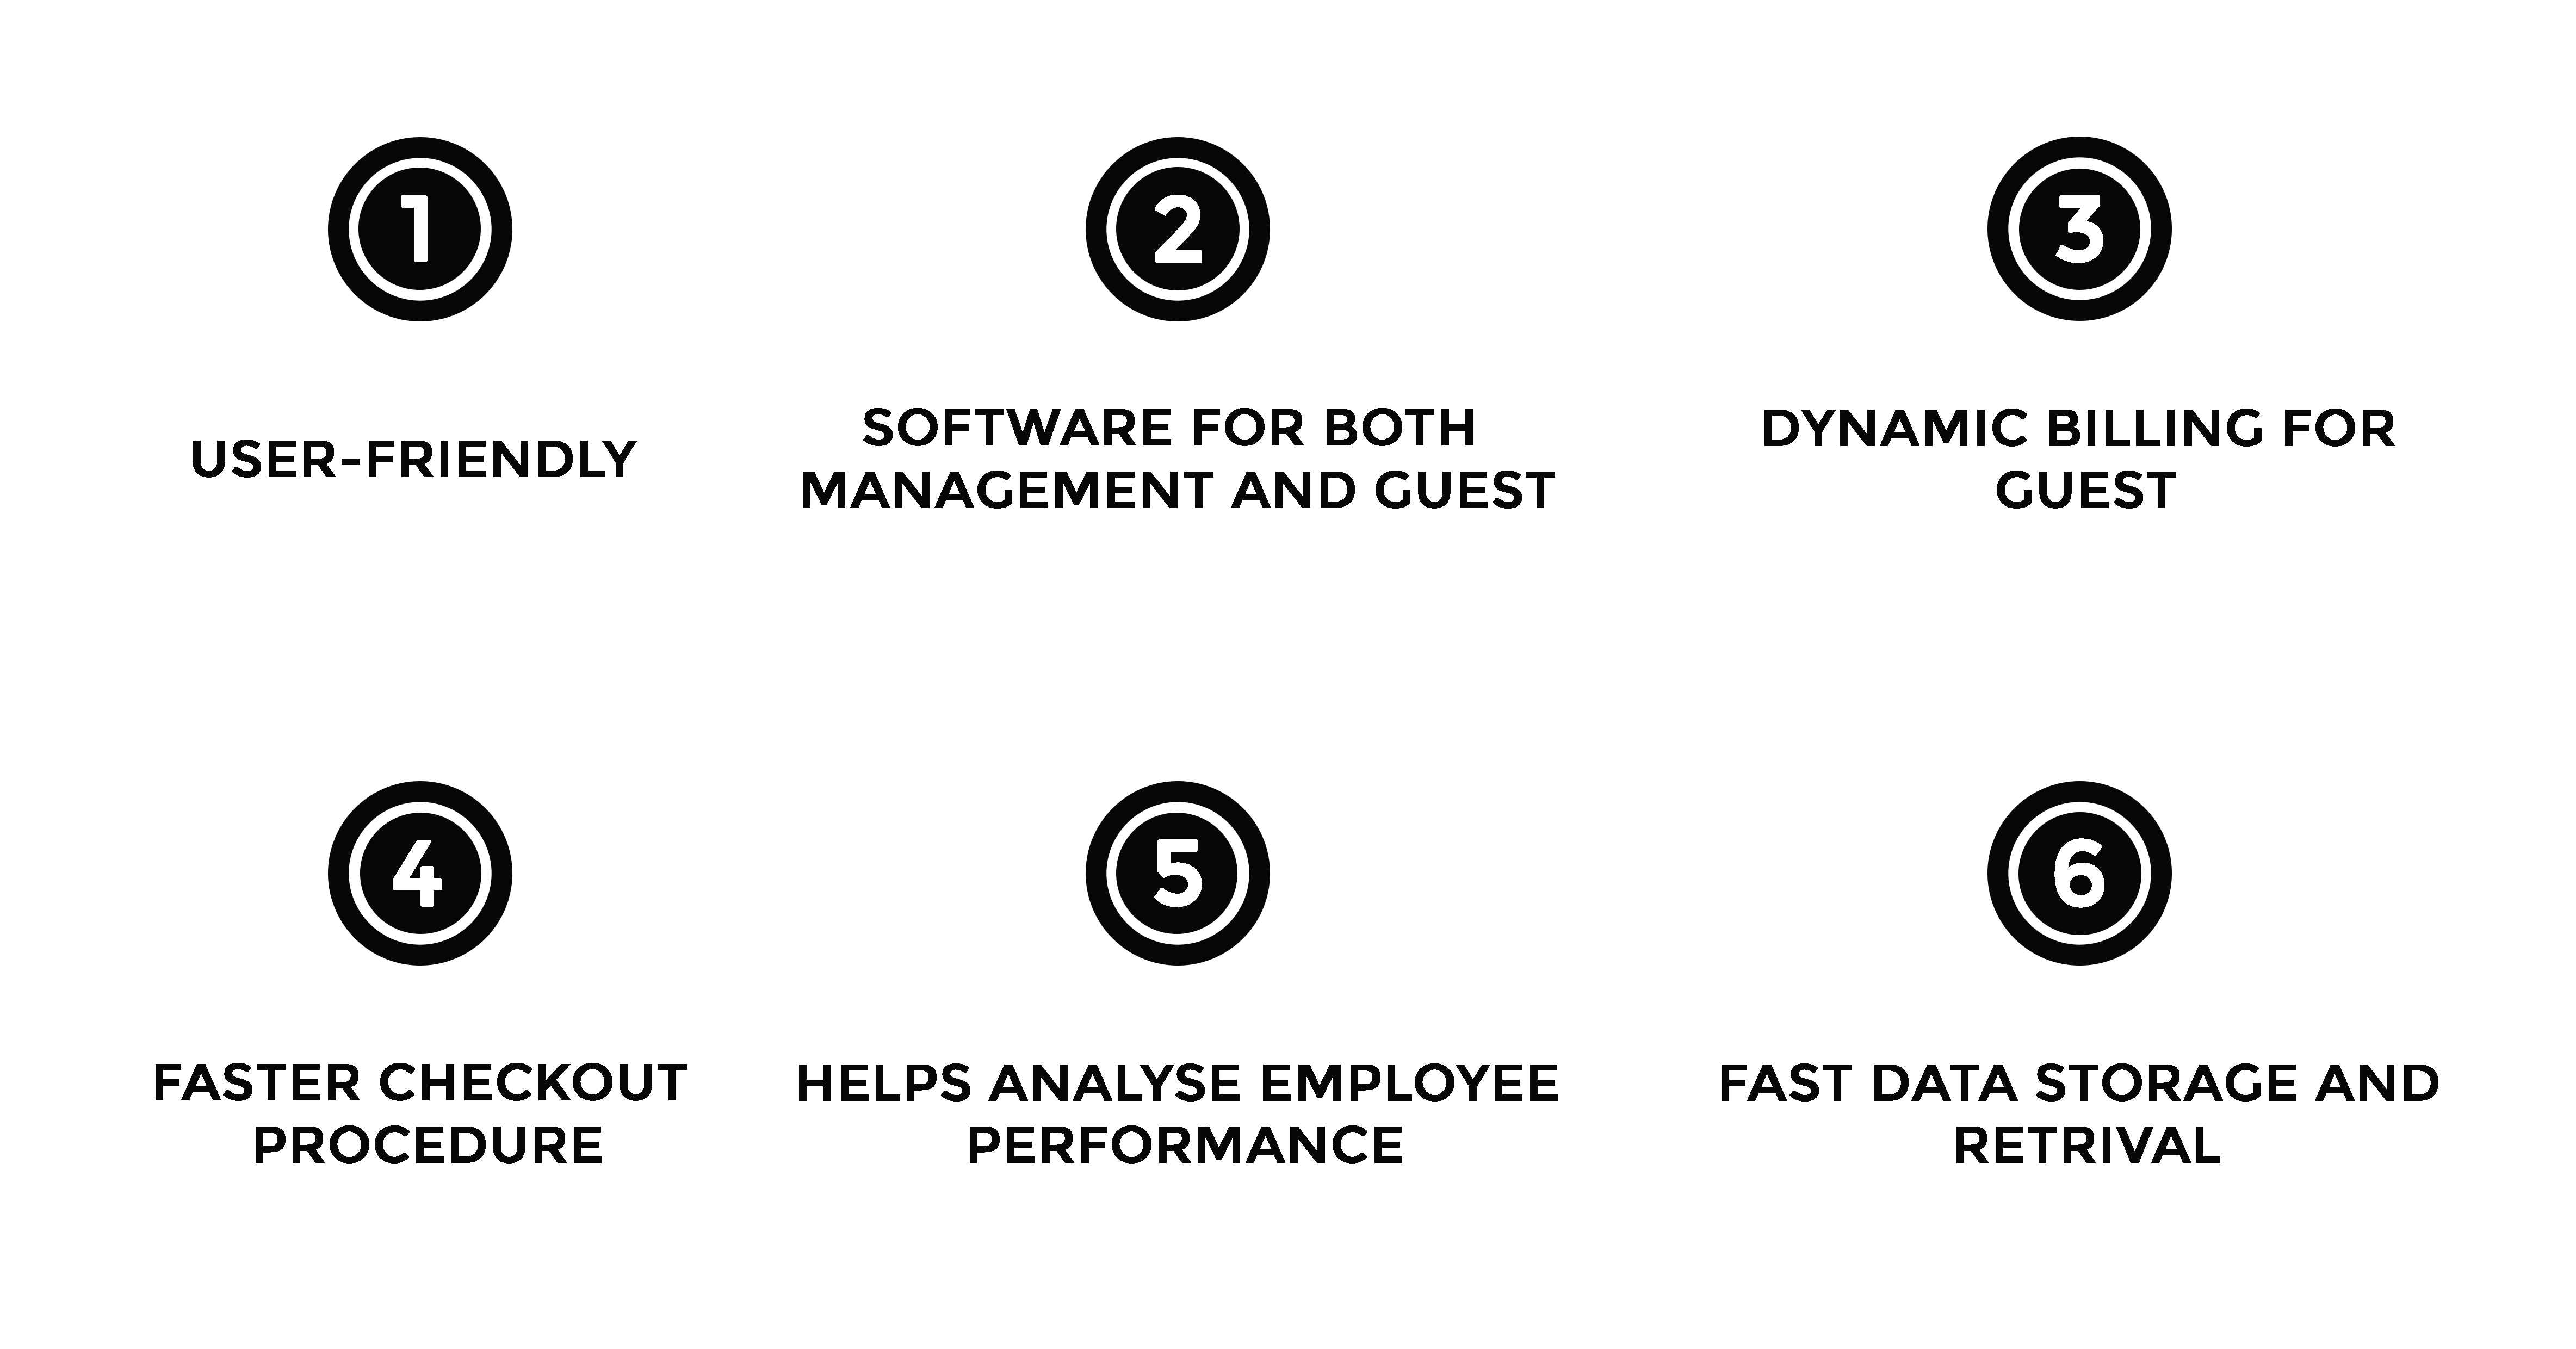 1
USER-FRIENDLY
2
SOFTWARE FOR BOTH
MANAGEMENT AND GUEST
3
DYNAMIC BILLING FOR
GUEST
4
FASTER CHECKOUT
PROCEDURE
5
HELPS ANALYSE EMPLOYEE
PERFORMANCE
6
FAST DATA STORAGE AND
RETRIVAL